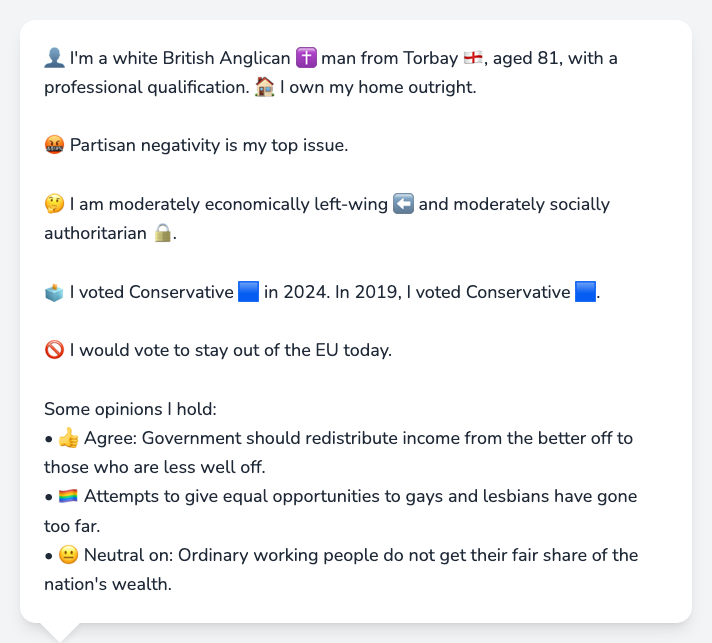 👤 I'm a white British Anglican ✝️ man from Torbay 🏴󠁧󠁢󠁥󠁮󠁧󠁿, aged 81, with a
professional qualification. 🏠 I own my home outright.
🤬 Partisan negativity is my top issue.
🤔 I am moderately economically left-wing ⬅️ and moderately socially
authoritarian 🔒.
🗳️ I voted Conservative 🟦 in 2024. In 2019, I voted Conservative 🟦.
🚫 I would vote to stay out of the EU today.
Some opinions I hold:
• 👍 Agree: Government should redistribute income from the better off to
those who are less well off.
• 🏳️‍🌈 Attempts to give equal opportunities to gays and lesbians have gone
too far.
• 😐 Neutral on: Ordinary working people do not get their fair share of the
nation's wealth.